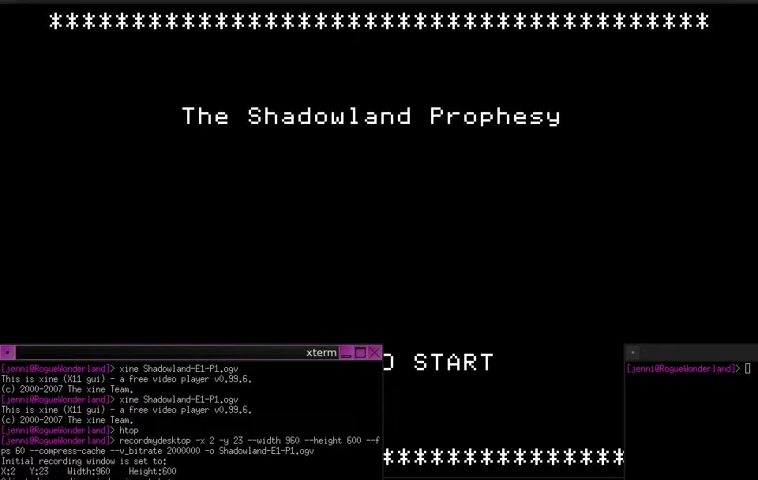 *****************************************
The Shadowland Prophesy
xterm
START
[jenni@RogueWonderland]> xine Shadowland-E1-P1.ogv
This is xine (X11 gui) - a free video player v0.99.6.
(c) 2000-2007 The xine Team.
[jenni@RogueWonderland]> xine Shadowland-E1-P1.ogv
This is xine (X11 gui) - a free video player v0.99.6.
(c) 2000-2007 The xine Team.
[jenni@RogueWonderland]> htop
[jenni@RogueWonderland]> recordmydesktop -x 2 -y 23 --width 960 --height 600 --f
ps 60 --compress-cache --v_bitrate 2000000 -o Shadowland-E1-P1.ogv
Initial recording window is set to:
X:2 Y:23 Width:960 Height:600
***************
[jenni@RogueWonderland]>